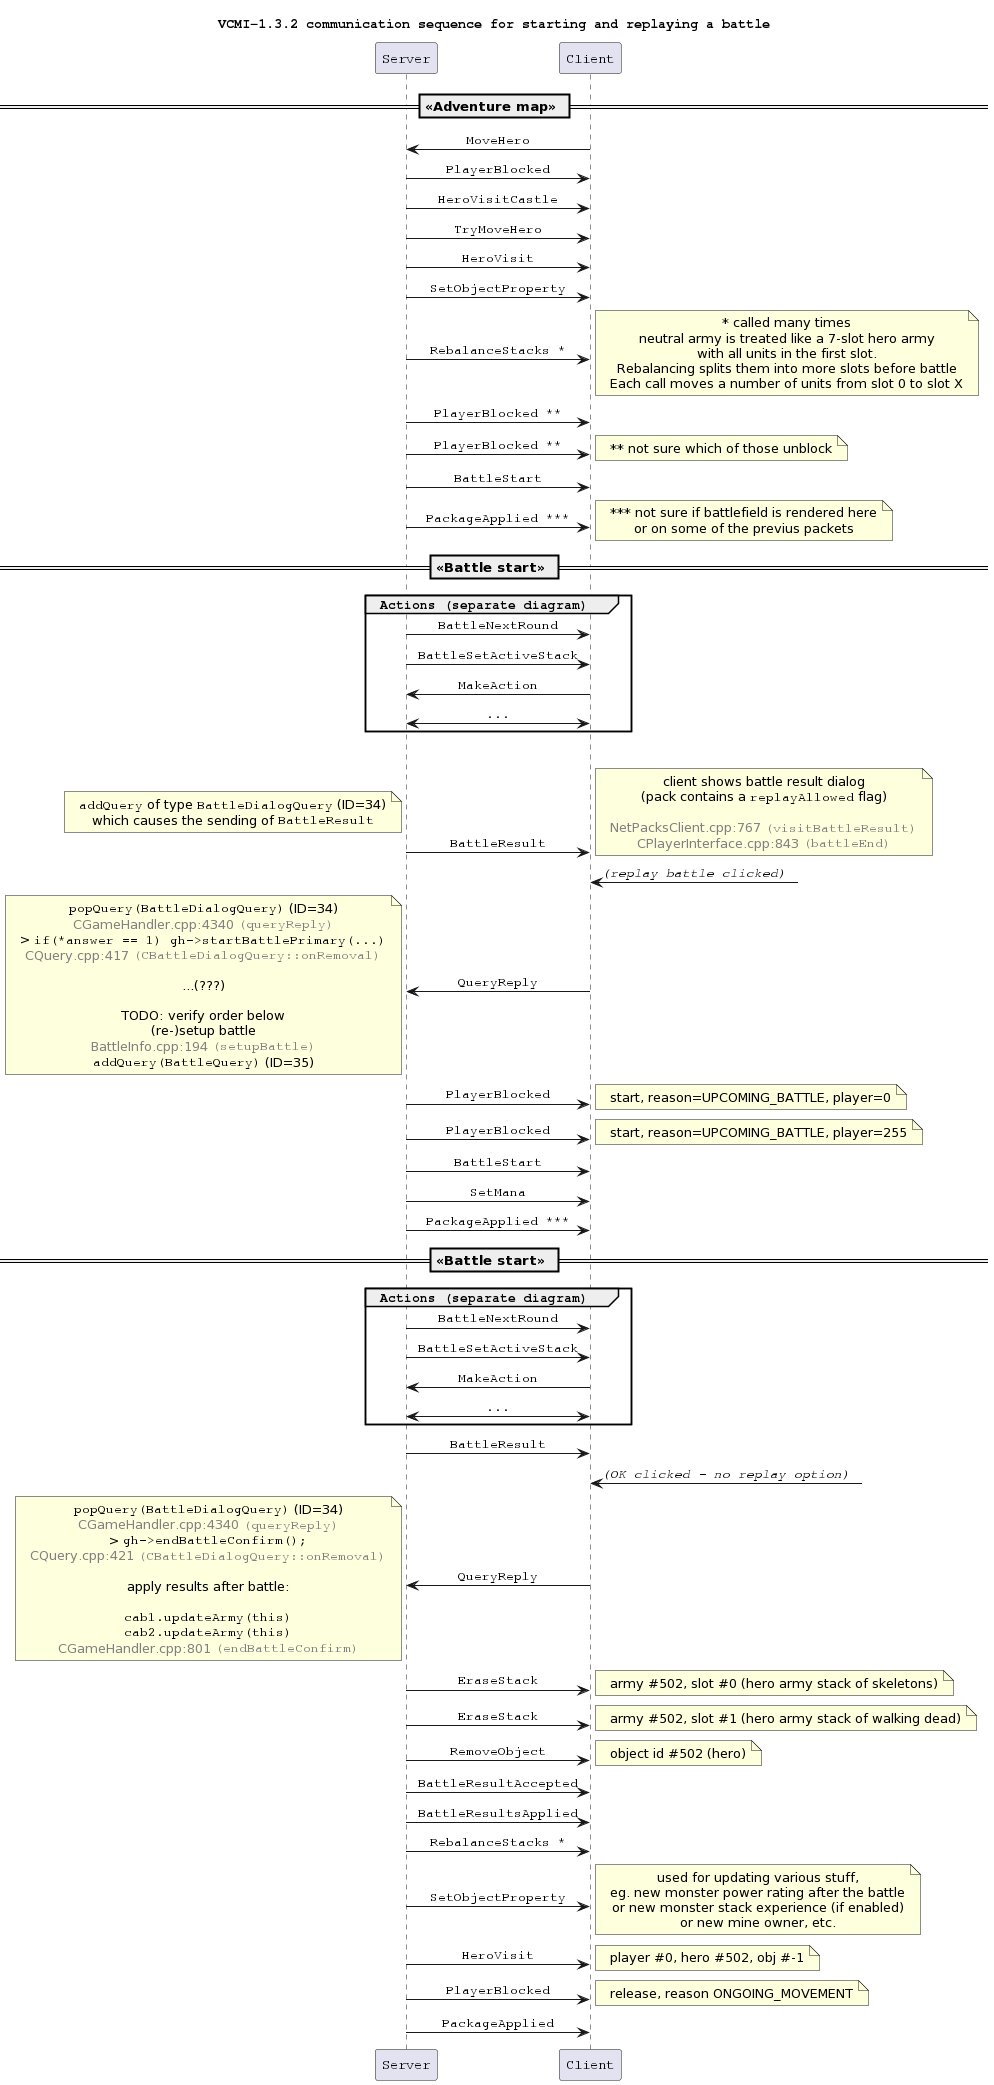 VCMI-1.3.2 communication sequence for starting and replaying a battle
Server
Client
«Adventure map»
MoveHero
PlayerBlocked
HeroVisitCastle
TryMoveHero
HeroVisit
SetObjectProperty
* called many times
neutral army is treated like a 7-slot hero army
with all units in the first slot.
Rebalancing splits them into more slots before battle
Each call moves a number of units from slot 0 to slot X
RebalanceStacks *
PlayerBlocked **
PlayerBlocked **
** not sure which of those unblock
BattleStart
PackageApplied ***
*** not sure if battlefield is rendered here
or on some of the previus packets
«Battle start»
Actions (separate diagram)
BattleNextRound
BattleSetActiveStack
MakeAction
...
client shows battle result dialog
(pack contains a replayAllowed flag)
NetPacksClient.cpp:767 (visitBattleResult)
CPlayerInterface.cpp:843 (battleEnd)
addQuery of type BattleDialogQuery (ID=34)
which causes the sending of BattleResult
BattleResult
(replay battle clicked)
popQuery(BattleDialogQuery) (ID=34)
CGameHandler.cpp:4340 (queryReply)
> if(*answer == 1) gh->startBattlePrimary(...)
CQuery.cpp:417 (CBattleDialogQuery::onRemoval)
...(???)
TODO: verify order below
(re-)setup battle
BattleInfo.cpp:194 (setupBattle)
addQuery(BattleQuery) (ID=35)
QueryReply
PlayerBlocked
start, reason=UPCOMING_BATTLE, player=0
PlayerBlocked
start, reason=UPCOMING_BATTLE, player=255
BattleStart
SetMana
PackageApplied ***
«Battle start»
Actions (separate diagram)
BattleNextRound
BattleSetActiveStack
MakeAction
...
BattleResult
(OK clicked - no replay option)
popQuery(BattleDialogQuery) (ID=34)
CGameHandler.cpp:4340 (queryReply)
> gh->endBattleConfirm();
CQuery.cpp:421 (CBattleDialogQuery::onRemoval)
apply results after battle:
cab1.updateArmy(this)
cab2.updateArmy(this)
CGameHandler.cpp:801 (endBattleConfirm)
QueryReply
EraseStack
army #502, slot #0 (hero army stack of skeletons)
EraseStack
army #502, slot #1 (hero army stack of walking dead)
RemoveObject
object id #502 (hero)
BattleResultAccepted
BattleResultsApplied
RebalanceStacks *
used for updating various stuff,
eg. new monster power rating after the battle
or new monster stack experience (if enabled)
or new mine owner, etc.
SetObjectProperty
HeroVisit
player #0, hero #502, obj #-1
PlayerBlocked
release, reason ONGOING_MOVEMENT
PackageApplied
Server
Client